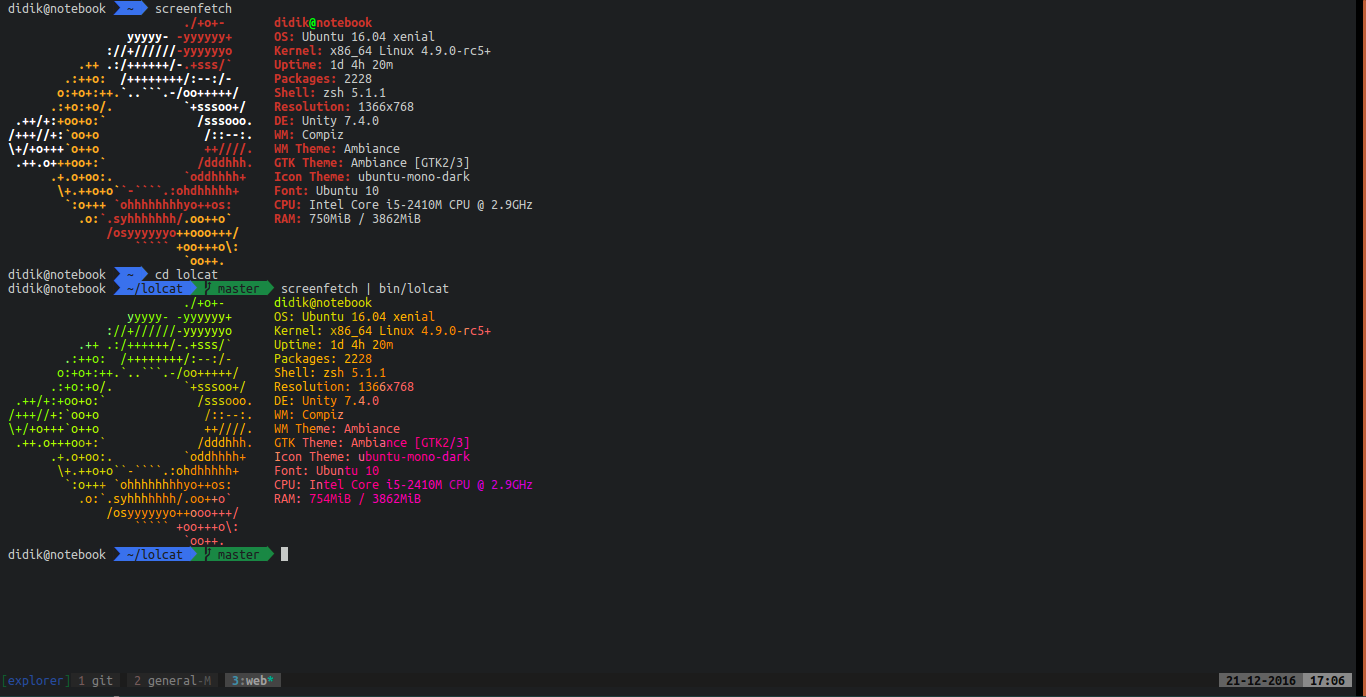 didik@notebook ~ screenfetch
./+o+- didik@notebook
yyyyy- -yyyyyy+ OS: Ubuntu 16.04 xenial
://+//////-yyyyyyo Kernel: x86_64 Linux 4.9.0-rc5+
.++ .:/++++++/-.+sss/` Uptime: 1d 4h 20m
.:++o: /++++++++/:--:/- Packages: 2228
o:+o+:++.`..```.-/oo+++++/ Shell: zsh 5.1.1
.:+o:+o/. `+sssoo+/ Resolution: 1366x768
.++/+:+oo+o:` /sssooo. DE: Unity 7.4.0
/+++//+:`oo+o /::--:. WM: Compiz
\+/+o+++`o++o ++////. WM Theme: Ambiance
.++.o+++oo+:` /dddhhh. GTK Theme: Ambiance [GTK2/3]
.+.o+oo:. `oddhhhh+ Icon Theme: ubuntu-mono-dark
\+.++o+o``-````.:ohdhhhhh+ Font: Ubuntu 10
`:o+++ `ohhhhhhhhyo++os: CPU: Intel Core i5-2410M CPU @ 2.9GHz
.o:`.syhhhhhhh/.oo++o` RAM: 750MiB / 3862MiB
/osyyyyyyo++ooo+++/
````` +oo+++o\:
`oo++.
didik@notebook ~ cd lolcat
didik@notebook ~/lolcat master screenfetch | bin/lolcat
./+o+- didik@notebook
yyyyy- -yyyyyy+ OS: Ubuntu 16.04 xenial
://+//////-yyyyyyo Kernel: x86_64 Linux 4.9.0-rc5+
.++ .:/++++++/-.+sss/` Uptime: 1d 4h 20m
.:++o: /++++++++/:--:/- Packages: 2228
o:+o+:++.`..```.-/oo+++++/ Shell: zsh 5.1.1
.:+o:+o/. `+sssoo+/ Resolution: 1366x768
.++/+:+oo+o:` /sssooo. DE: Unity 7.4.0
/+++//+:`oo+o /::--:. WM: Compiz
\+/+o+++`o++o ++////. WM Theme: Ambiance
.++.o+++oo+:` /dddhhh. GTK Theme: Ambiance [GTK2/3]
.+.o+oo:. `oddhhhh+ Icon Theme: ubuntu-mono-dark
\+.++o+o``-````.:ohdhhhhh+ Font: Ubuntu 10
`:o+++ `ohhhhhhhhyo++os: CPU: Intel Core i5-2410M CPU @ 2.9GHz
.o:`.syhhhhhhh/.oo++o` RAM: 754MiB / 3862MiB
/osyyyyyyo++ooo+++/
````` +oo+++o\:
`oo++.
didik@notebook ~/lolcat master
[explorer] 1 git 2 general-M 3:web* 21-12-2016 17:06